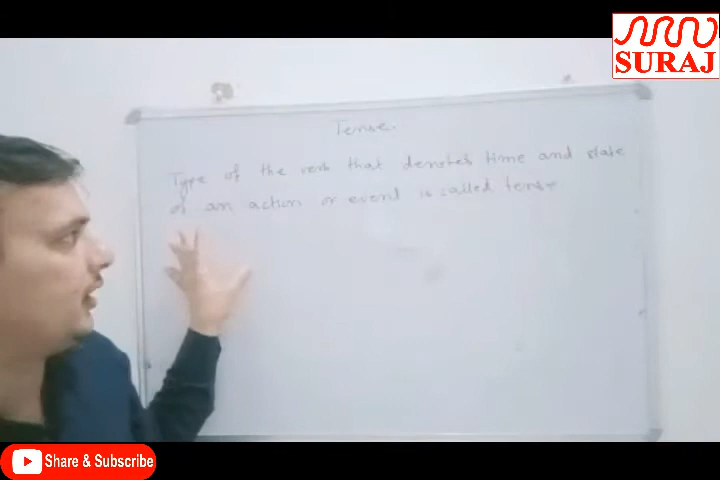 SURAJ
Tense.
Type of the verb that denotes time and state
of an action or event is called tense
Share & Subscribe